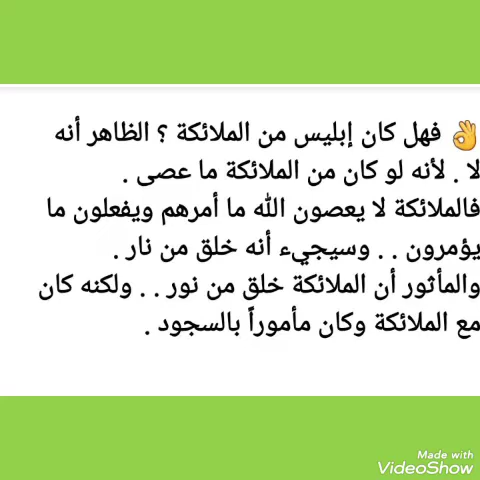 👌 فهل كان إبليس من الملائكة ؟ الظاهر أنه
لا . لأنه لو كان من الملائكة ما عصى .
فالملائكة لا يعصون الله ما أمرهم ويفعلون ما
يؤمرون . . وسيجيء أنه خلق من نار .
والمأثور أن الملائكة خلق من نور . . ولكنه كان
مع الملائكة وكان مأموراً بالسجود .
Made with
VideoShow